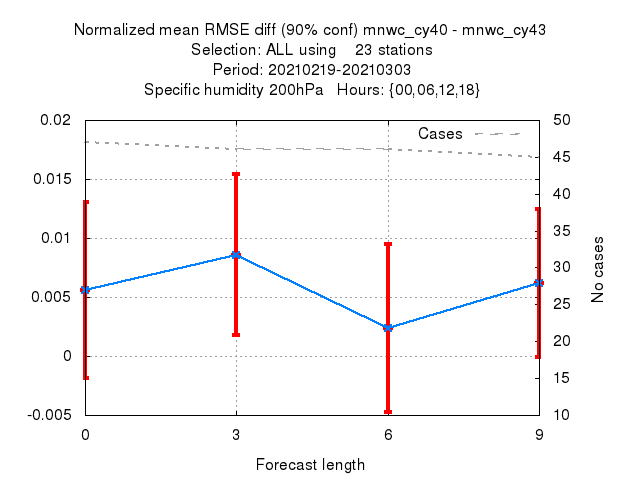 Normalized mean RMSE diff (90% conf) mnwc_cy40 - mnwc_cy43
Selection: ALL using    23 stations
Period: 20210219-20210303
Specific humidity 200hPa   Hours: {00,06,12,18}
Cases
0.02
0.015
0.01
0.005
0
-0.005
50
45
40
35
30
25
20
15
10
No cases
0
3
6
9
Forecast length